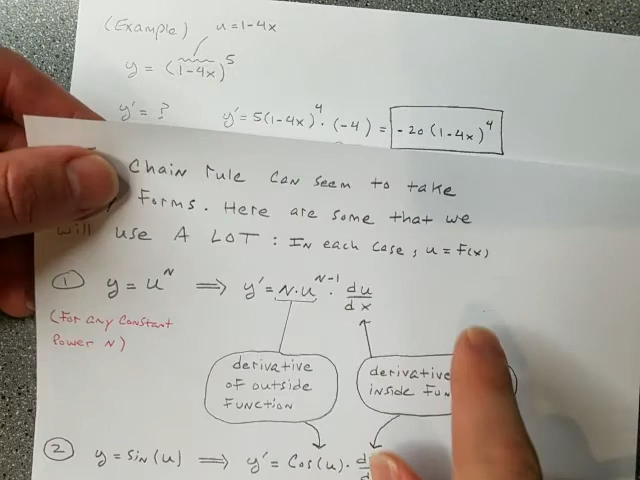 (Example) u = 1-4x
y = (1-4x)^5
y' = ? y' = 5(1-4x)^4 · (-4) = -20(1-4x)^4
Chain rule can seem to take
Forms. Here are some that we
will use A LOT: In each case, u = f(x)
① y = u^N ⟹ y' = N·u^(N-1) · du/dx
(For any constant
Power N)
derivative
of outside
Function
derivative
inside
② y = sin(u) ⟹ y' = Cos(u) ·